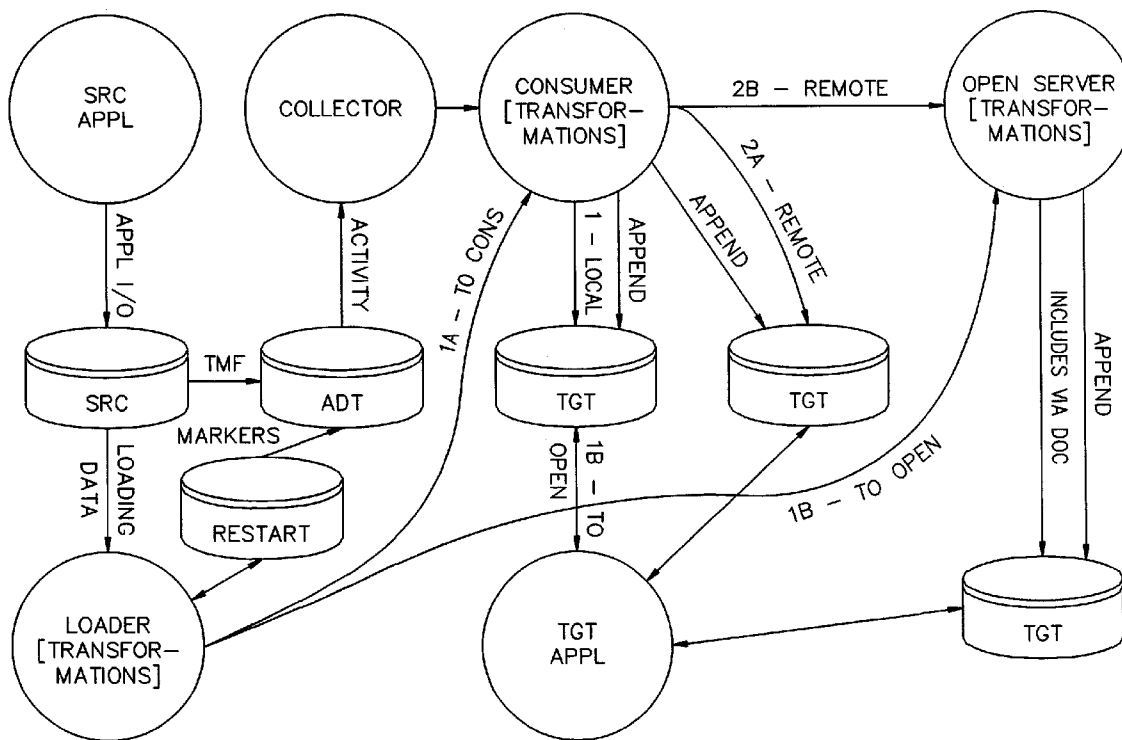 SRC
APPL
COLLECTOR
CONSUMER
[TRANSFOR-
MATIONS]
2B – REMOTE
OPEN SERVER
[TRANSFOR-
MATIONS]
APPL I/O
ACTIVITY
1A – TO CONS
1 – LOCAL
APPEND
APPEND
2A – REMOTE
INCLUDES VIA DOC
APPEND
SRC
TMF
ADT
TGT
TGT
MARKERS
LOADING
DATA
RESTART
1B – TO
OPEN
1B – TO OPEN
LOADER
[TRANSFOR-
MATIONS]
TGT
APPL
TGT